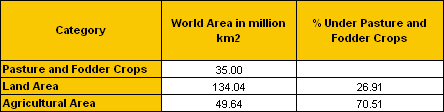 Category
World Area in million
km2
% Under Pasture and
Fodder Crops
Pasture and Fodder Crops 35.00
Land Area 134.04 26.91
Agricultural Area 49.64 70.51